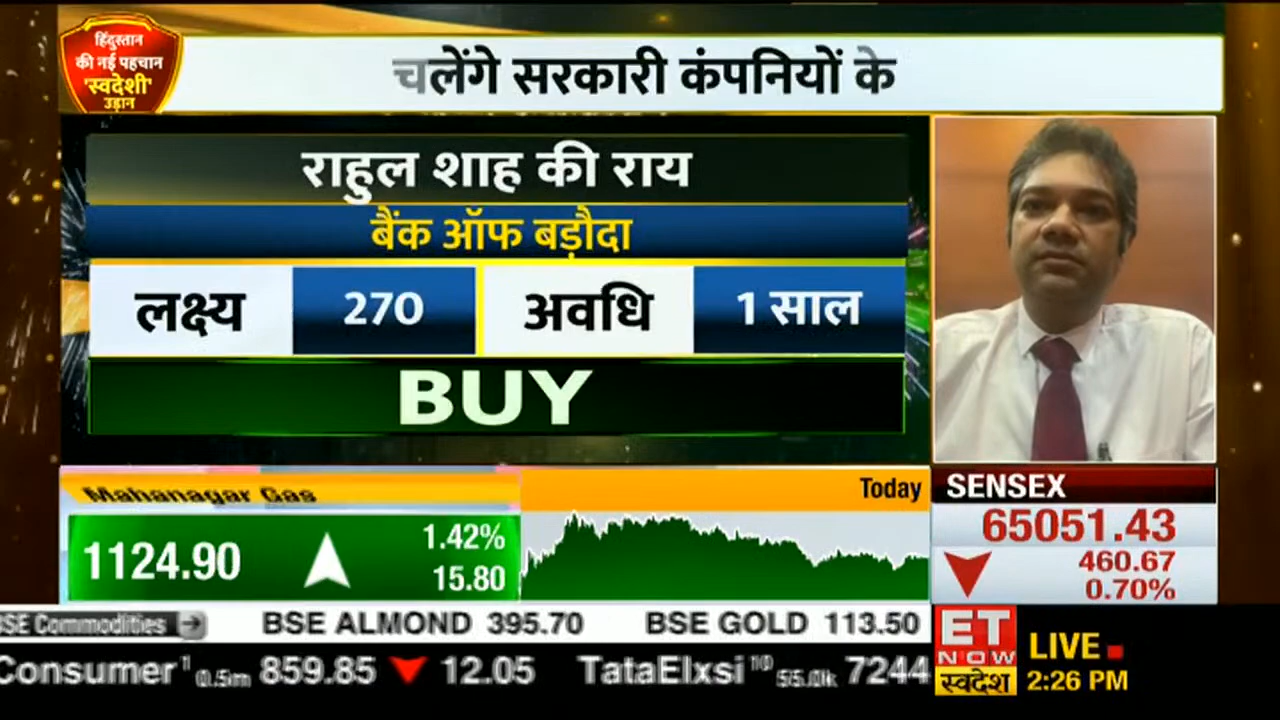 हिंदुस्तान
की नई पहचान
'स्वदेशी'
उड़ान
चलेंगे सरकारी कंपनियों के
राहुल शाह की राय
बैंक ऑफ बड़ौदा
लक्ष्य 270 अवधि 1 साल
BUY
Mahanagar Gas
Today
1124.90
1.42%
15.80
SENSEX
65051.43
460.67
0.70%
BSE Commodities BSE ALMOND 395.70 BSE GOLD 113.50
Consumer 859.85 12.05 TataElxsi 7244
ET
NOW
स्वदेश
LIVE
2:26 PM